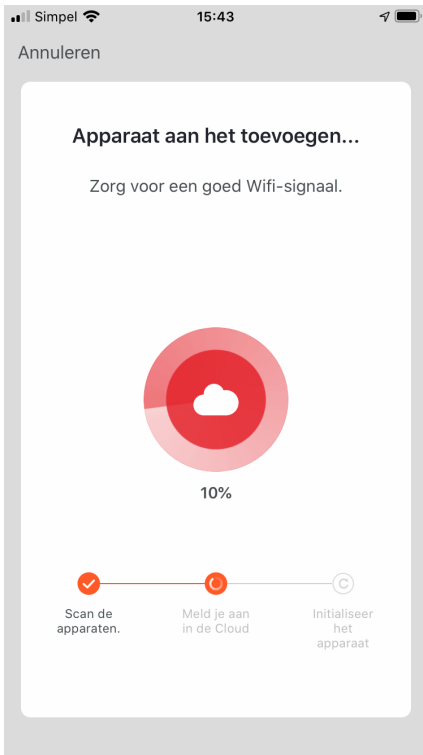 Simpel 15:43
Annuleren
Apparaat aan het toevoegen...
Zorg voor een goed Wifi-signaal.
10%
Scan de
apparaten.
Meld je aan
in de Cloud
Initialiseer
het
apparaat